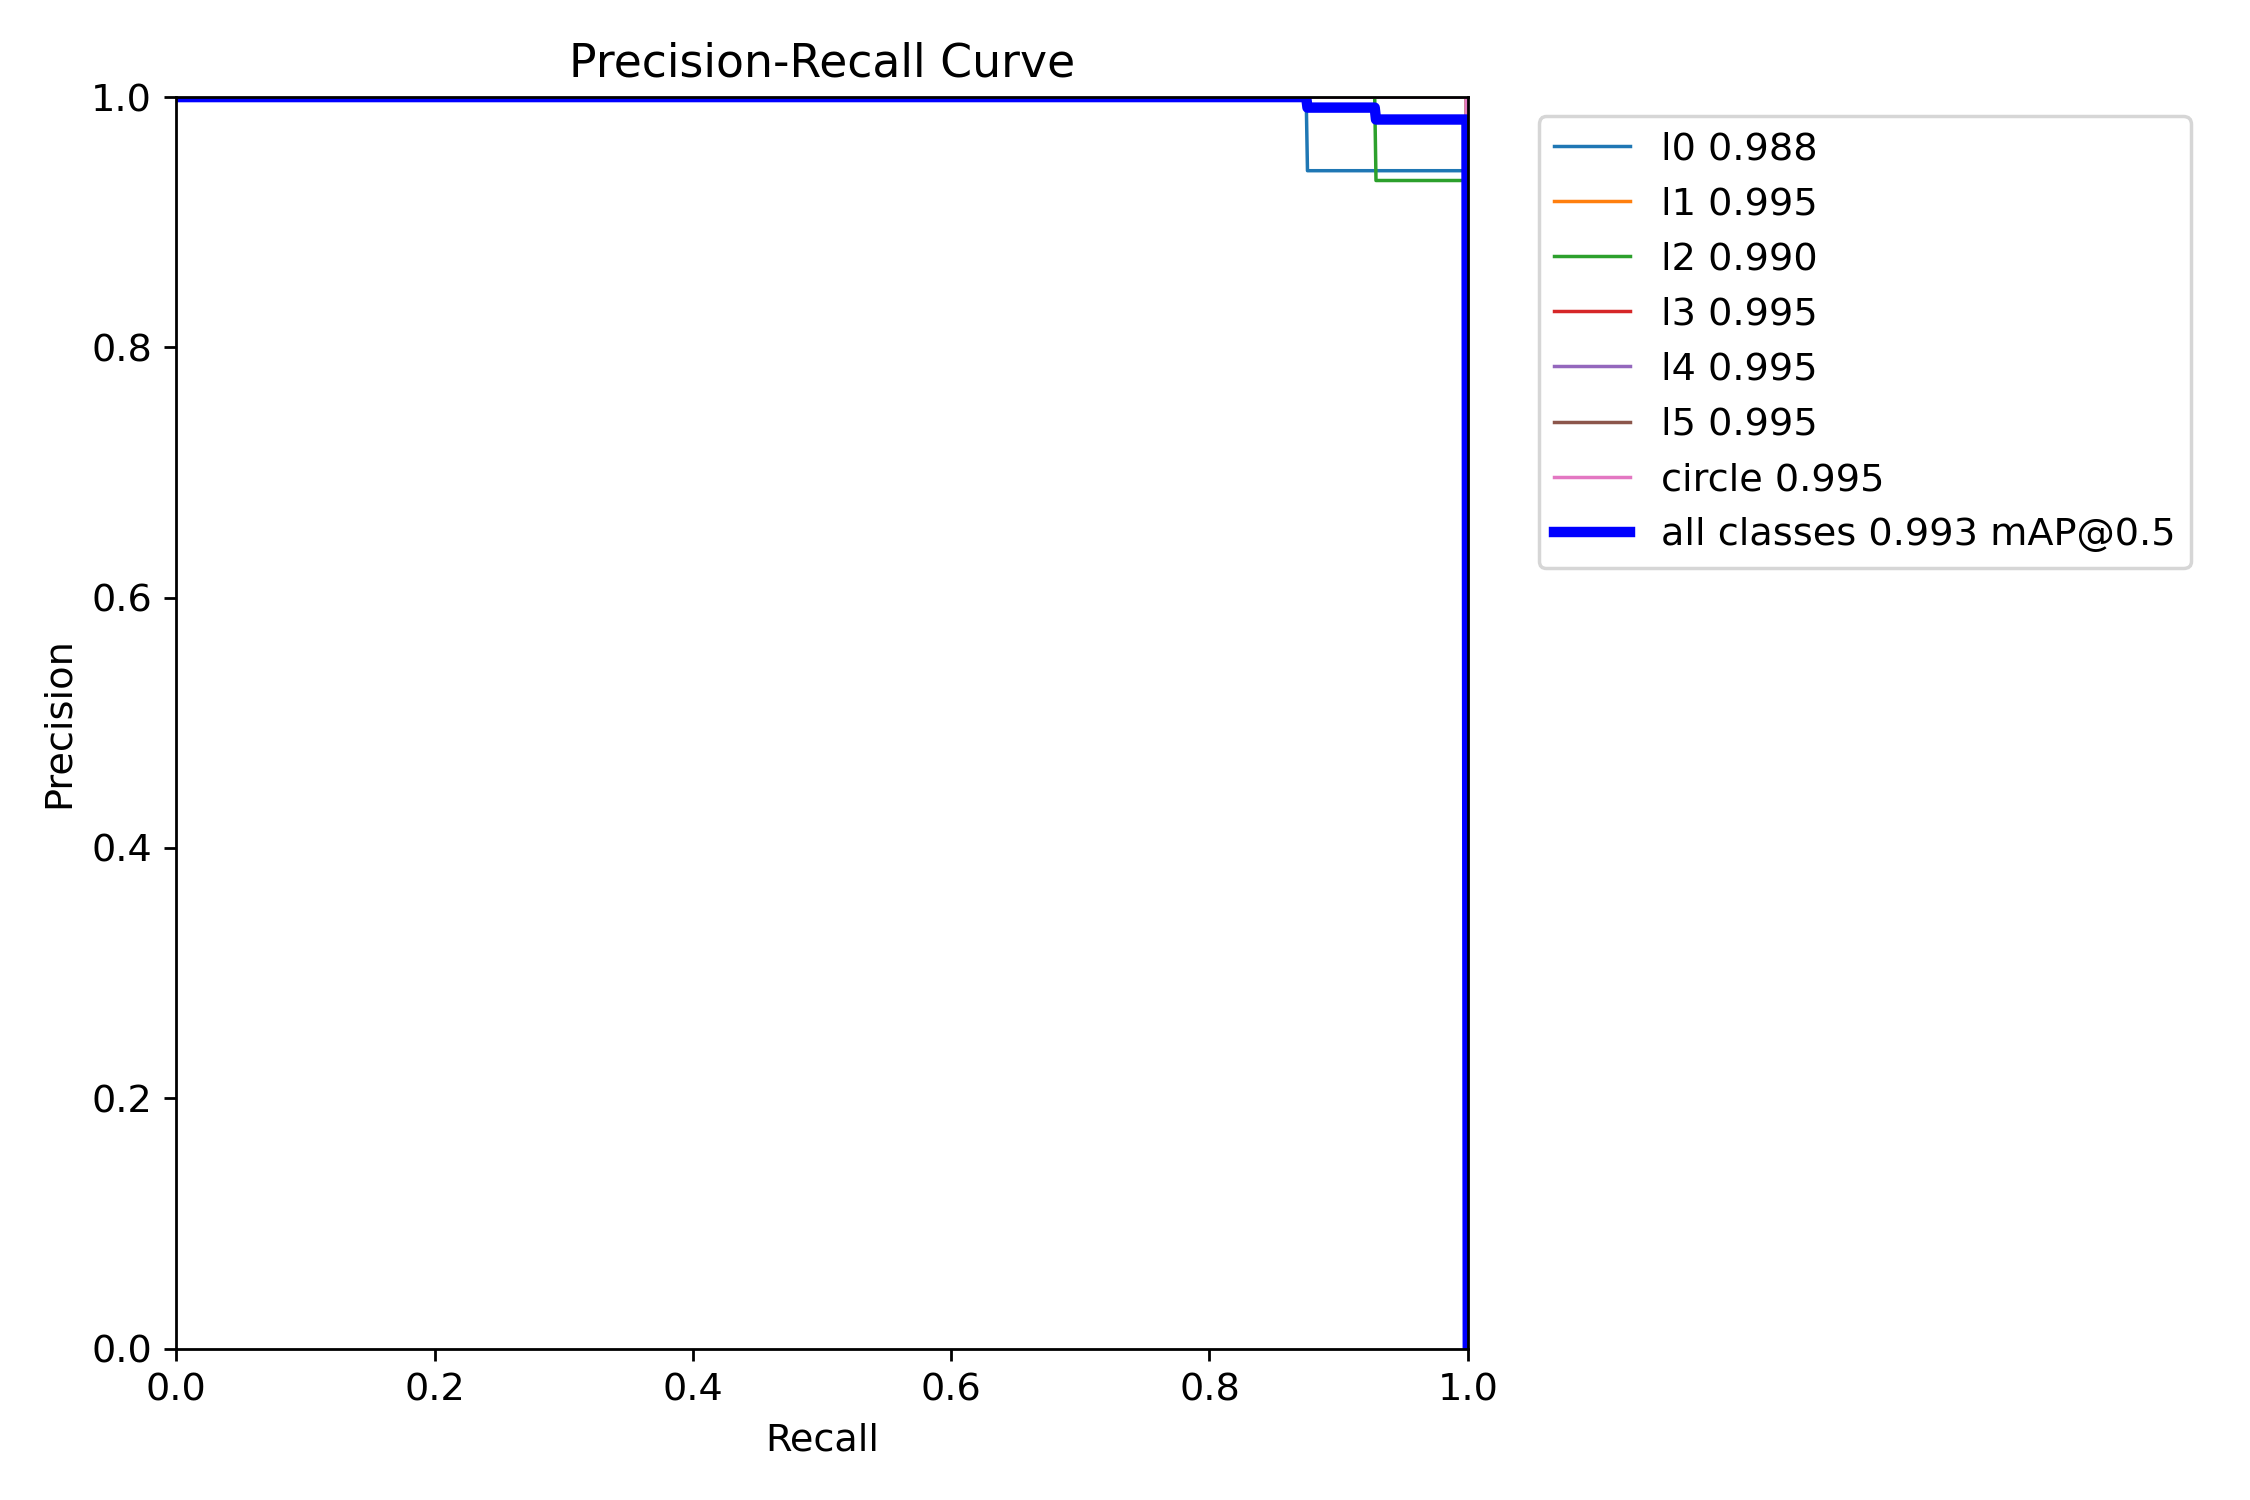 Precision-Recall Curve
1.0
0.8
0.6
0.4
0.2
0.0
Precision
0.0 0.2 0.4 0.6 0.8 1.0
Recall
l0 0.988
l1 0.995
l2 0.990
l3 0.995
l4 0.995
l5 0.995
circle 0.995
all classes 0.993 mAP@0.5